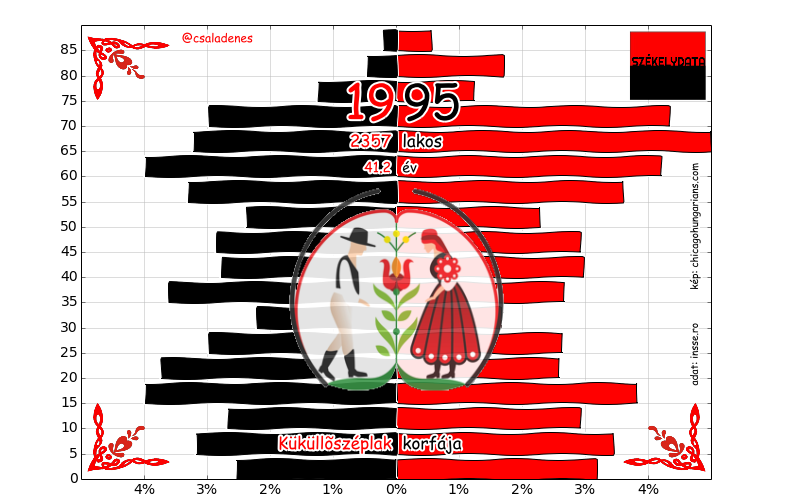 @csaladenes
SZÉKELYDATA
1995
2357 lakos
41,2 év
kép: chicagohungarians.com
adat: insse.ro
Küküllőszéplak korfája
85
80
75
70
65
60
55
50
45
40
35
30
25
20
15
10
5
0
4% 3% 2% 1% 0% 1% 2% 3% 4%